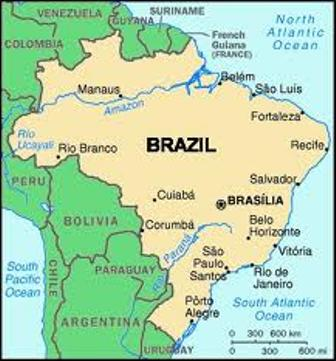 VENEZUELA
SURINAME
GUYANA
French
Guiana
(FRANCE)
North
Atlantic
Ocean
COLOMBIA
Manaus
Belém
São Luís
Amazon
Fortaleza
Rio
Ucayali
Rio Branco
BRAZIL
Recife
PERU
Salvador
Cuiabá
BRASÍLIA
BOLIVIA
Corumbá
Belo
Horizonte
Vitória
South
Pacific
Ocean
CHILE
PARAGUAY
Rio
Paraná
São
Paulo
Santos
Rio de
Janeiro
Pôrto
Alegre
South Atlantic
Ocean
ARGENTINA
URUGUAY
0 300 600 km
0 300 600 mi